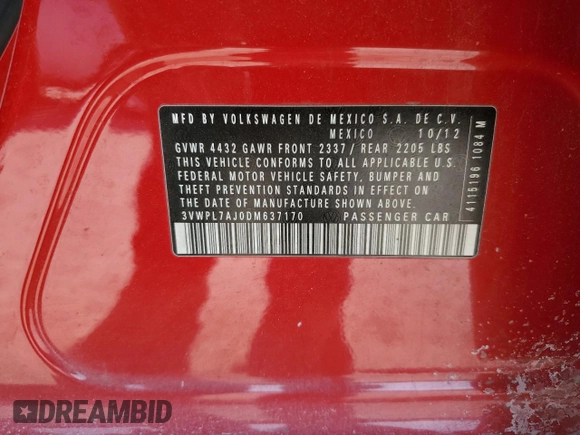 MFD BY VOLKSWAGEN DE MEXICO S.A. DE C.V.
MEXICO 10/12
GVWR 4432 GAWR FRONT 2337/ REAR 2205 LBS
THIS VEHICLE CONFORMS TO ALL APPLICABLE U.S.
FEDERAL MOTOR VEHICLE SAFETY, BUMPER AND
THEFT PREVENTION STANDARDS IN EFFECT ON
THE DATE OF MANUFACTURE SHOWN ABOVE.
3VWPL7AJ0DM637170 PASSENGER CAR
4115196 1084 M
DREAMBID